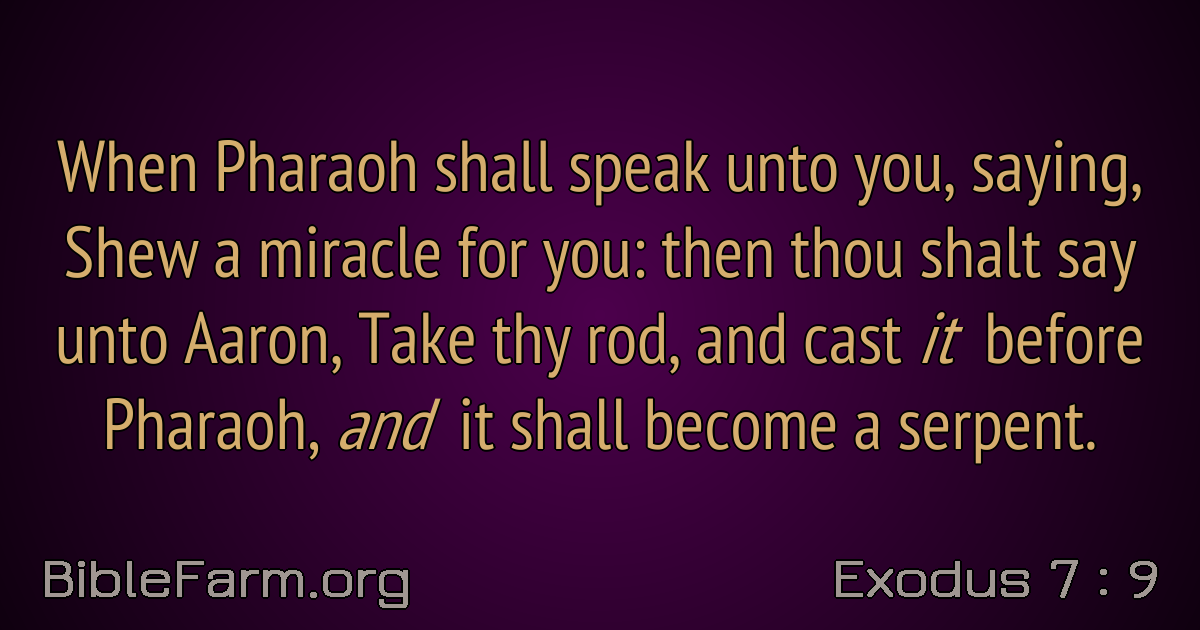 When Pharaoh shall speak unto you, saying,
Shew a miracle for you: then thou shalt say
unto Aaron, Take thy rod, and cast it before
Pharaoh, and it shall become a serpent.
BibleFarm.org
Exodus 7 : 9